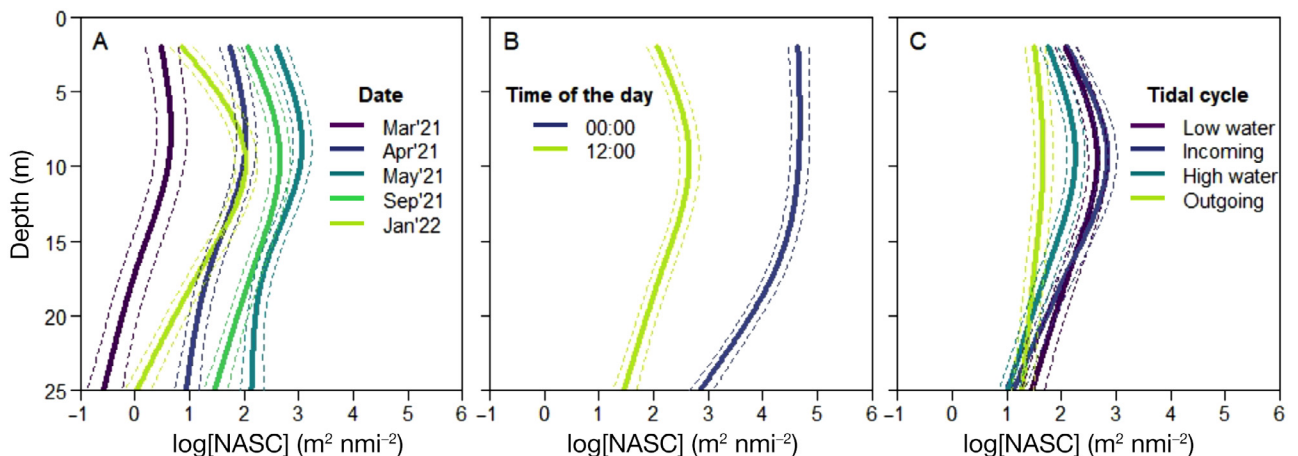 A
B
C
Date
Mar'21
Apr'21
May'21
Sep'21
Jan'22
Time of the day
00:00
12:00
Tidal cycle
Low water
Incoming
High water
Outgoing
Depth (m)
0
5
10
15
20
25
−1 0 1 2 3 4 5 6
−1 0 1 2 3 4 5 6
−1 0 1 2 3 4 5 6
log[NASC] (m² nmi⁻²)
log[NASC] (m² nmi⁻²)
log[NASC] (m² nmi⁻²)